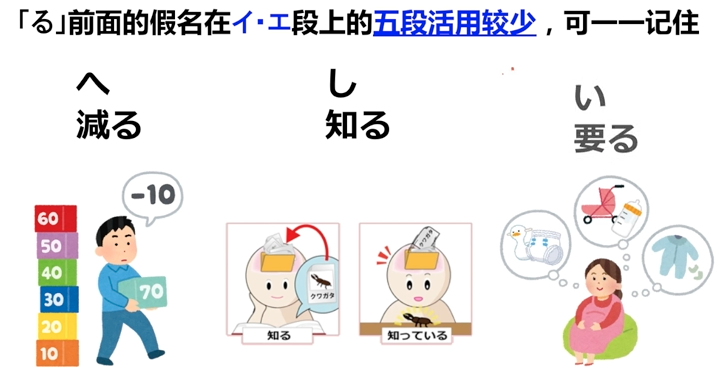 「る」前面的假名在イ・エ段上的五段活用较少，可一一记住
へ
減る
し
知る
い
要る
-10
60
50
40
30
20
10
70
クワガタ
クワガタ
知る
知っている